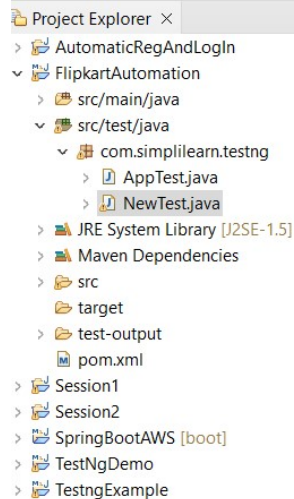 Project Explorer ×
AutomaticRegAndLogIn
FlipkartAutomation
src/main/java
src/test/java
com.simplilearn.testng
AppTest.java
NewTest.java
JRE System Library [J2SE-1.5]
Maven Dependencies
src
target
test-output
pom.xml
Session1
Session2
SpringBootAWS [boot]
TestNgDemo
TestngExample